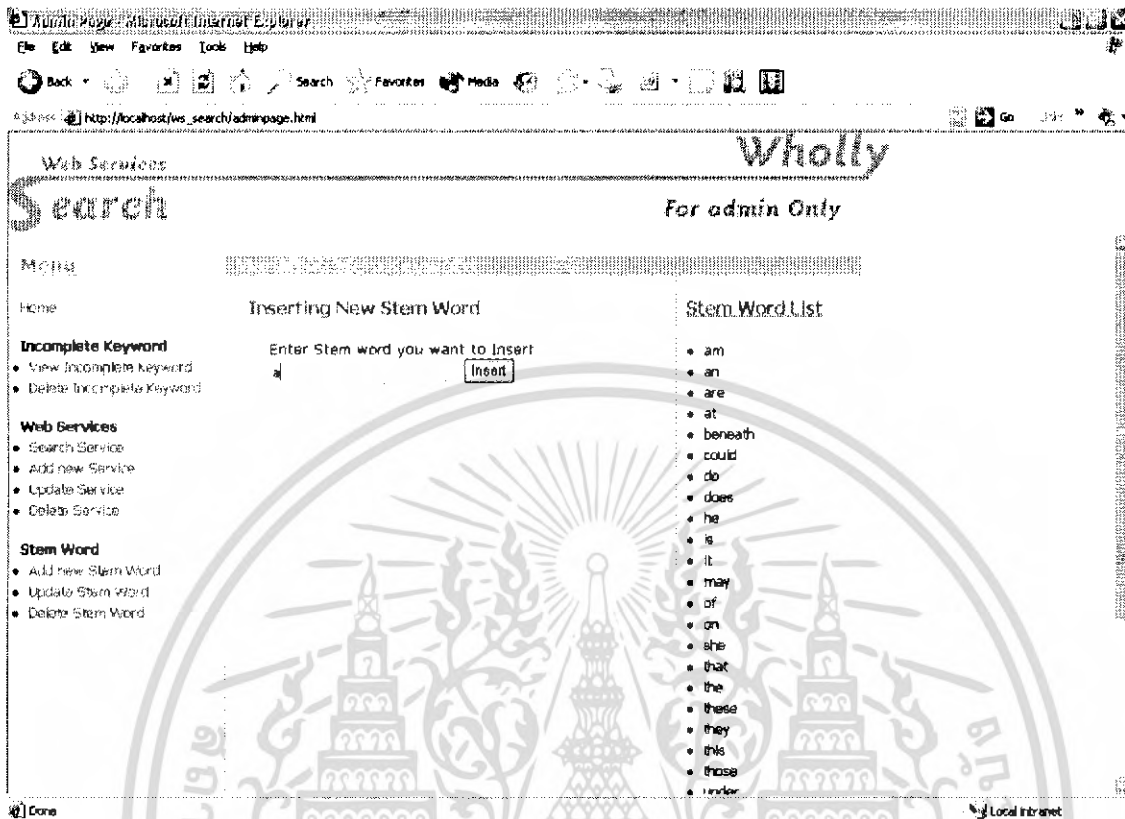 Admin Page - Microsoft Internet Explorer
File Edit View Favorites Tools Help
Back Search Favorites Media
Address http://localhost/ws_search/adminpage.html Go Links
Web Services
Search
Wholly
For admin Only
Menu
Home
Incomplete Keyword
• View Incomplete Keyword
• Delete Incomplete Keyword
Web Services
• Search Service
• Add new Service
• Update Service
• Delete Service
Stem Word
• Add new Stem Word
• Update Stem Word
• Delete Stem Word
Inserting New Stem Word
Enter Stem word you want to Insert
a Insert
Stem Word List
• am
• an
• are
• at
• beneath
• could
• do
• does
• he
• is
• it
• may
• of
• on
• she
• that
• the
• these
• they
• this
• those
• under
Done Local intranet